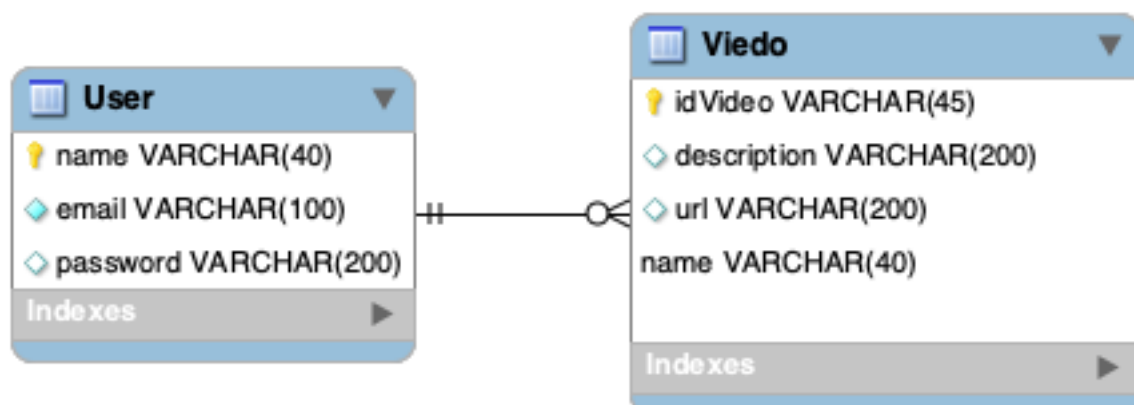 User
name VARCHAR(40)
email VARCHAR(100)
password VARCHAR(200)
Indexes
Viedo
idVideo VARCHAR(45)
description VARCHAR(200)
url VARCHAR(200)
name VARCHAR(40)
Indexes